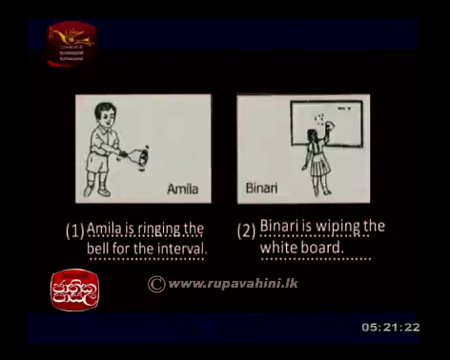 Amila
Binari
(1) Amila is ringing the
bell for the interval.
(2) Binari is wiping the
white board.
ජාතික
පාසල
© www.rupavahini.lk
05:21:22